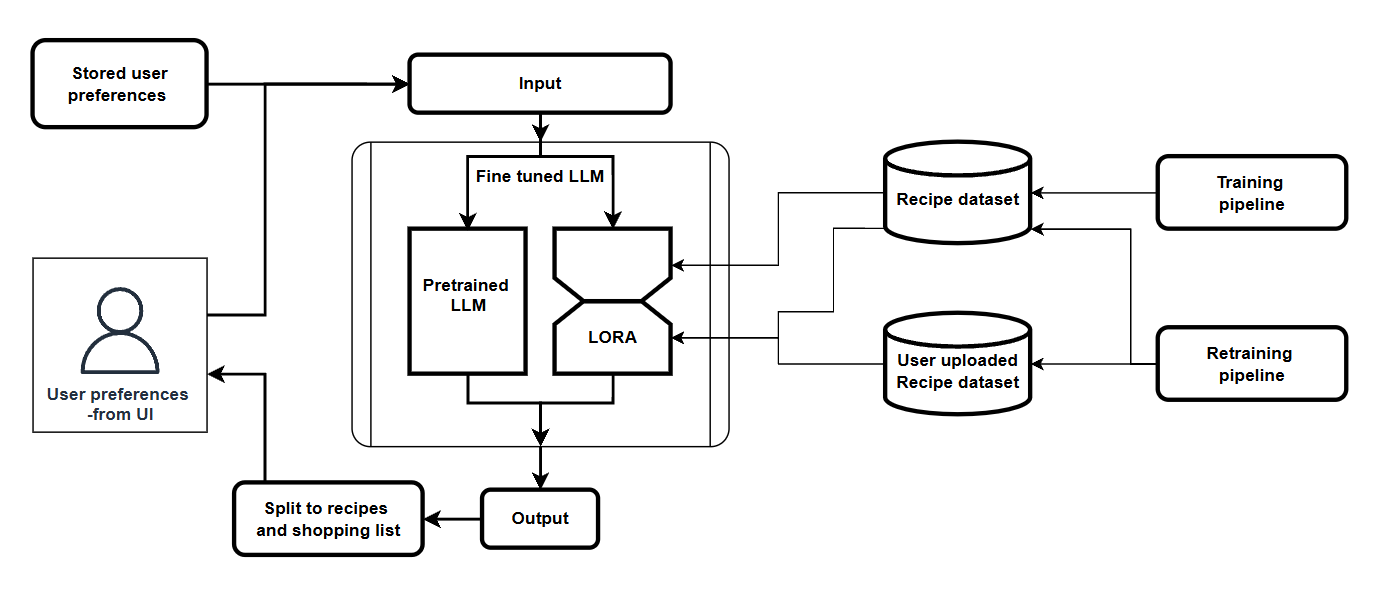 Stored user
preferences
Input
Fine tuned LLM
Pretrained
LLM
LORA
Recipe dataset
Training
pipeline
User uploaded
Recipe dataset
Retraining
pipeline
User preferences
-from UI
Split to recipes
and shopping list
Output